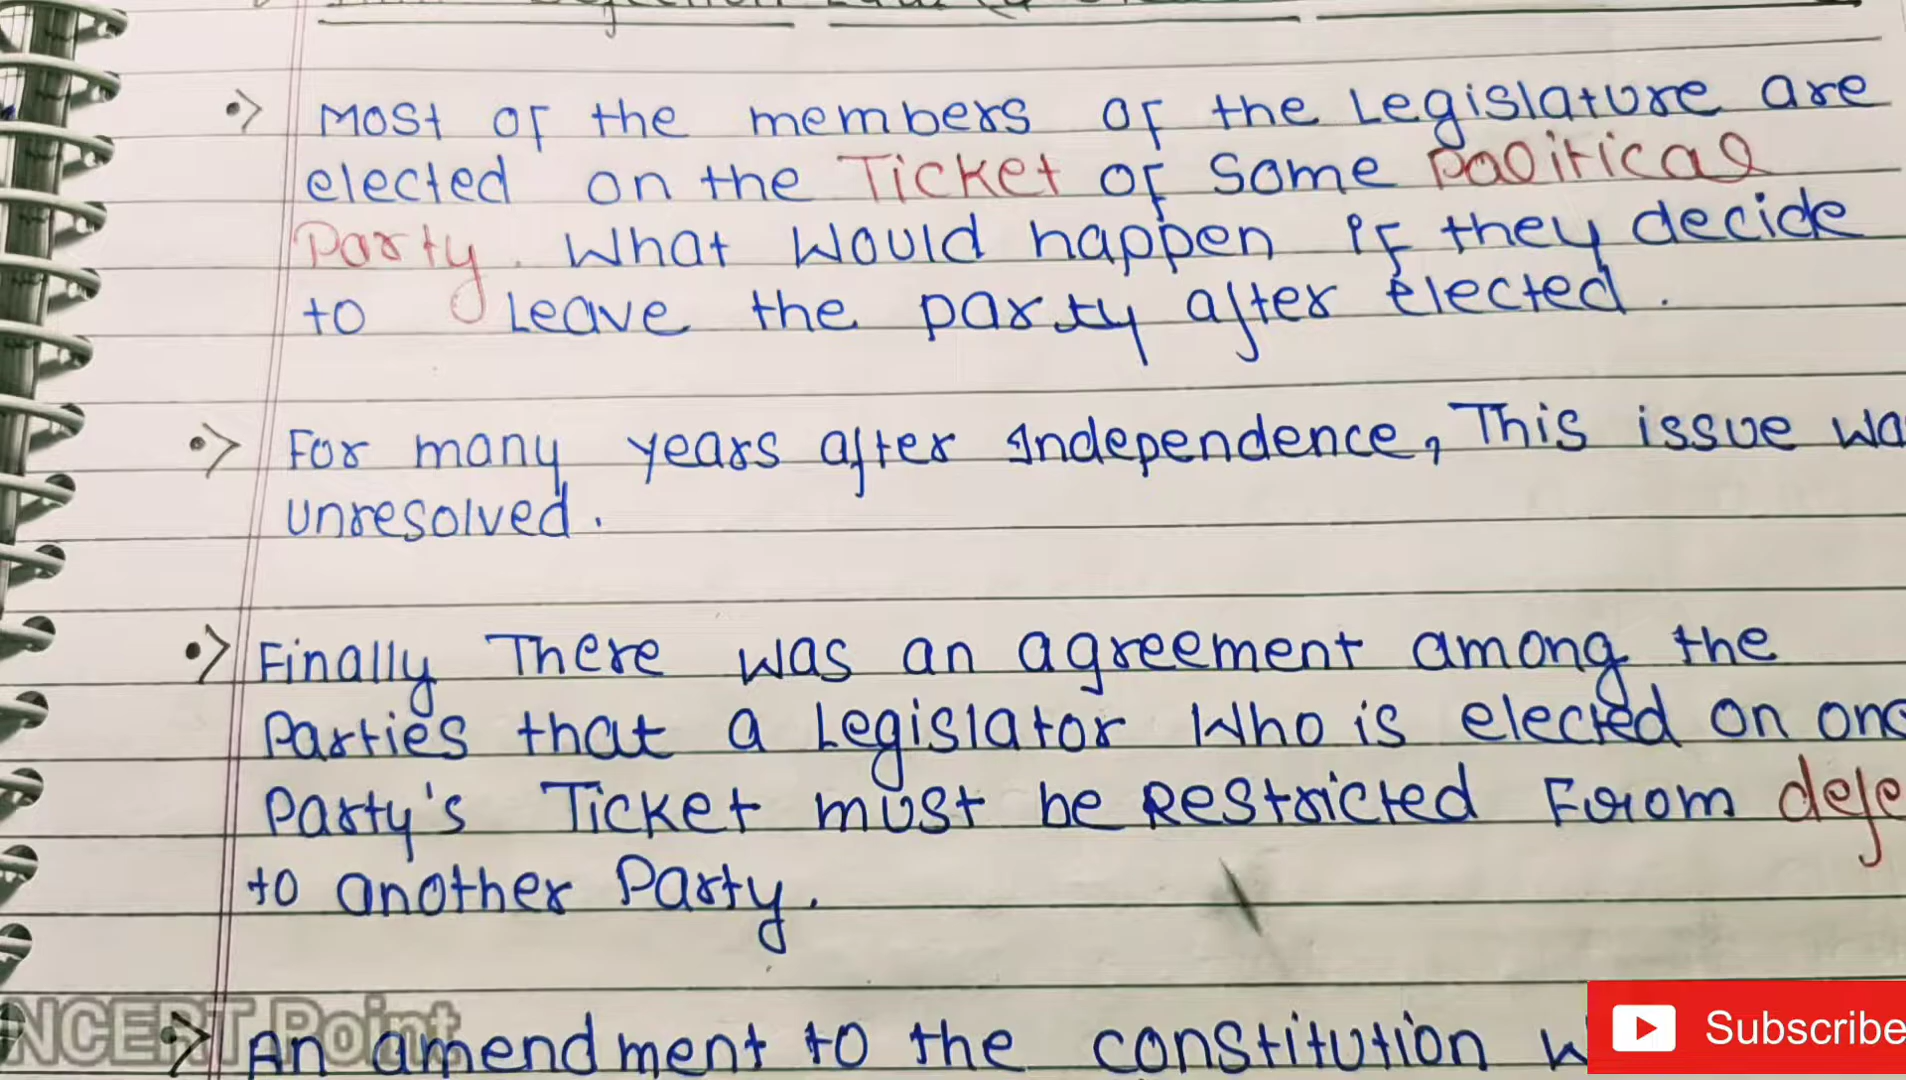 Most of the members of the Legislature are
elected on the Ticket of some Political
Party. What would happen if they decide
to Leave the party after elected.
For many years after Independence, This issue wa
unresolved.
Finally There was an agreement among the
Parties that a Legislator Who is elected on one
Party's Ticket must be Restricted From defe
to another Party.
NCERT Point
An amendment to the constitution w
Subscribe